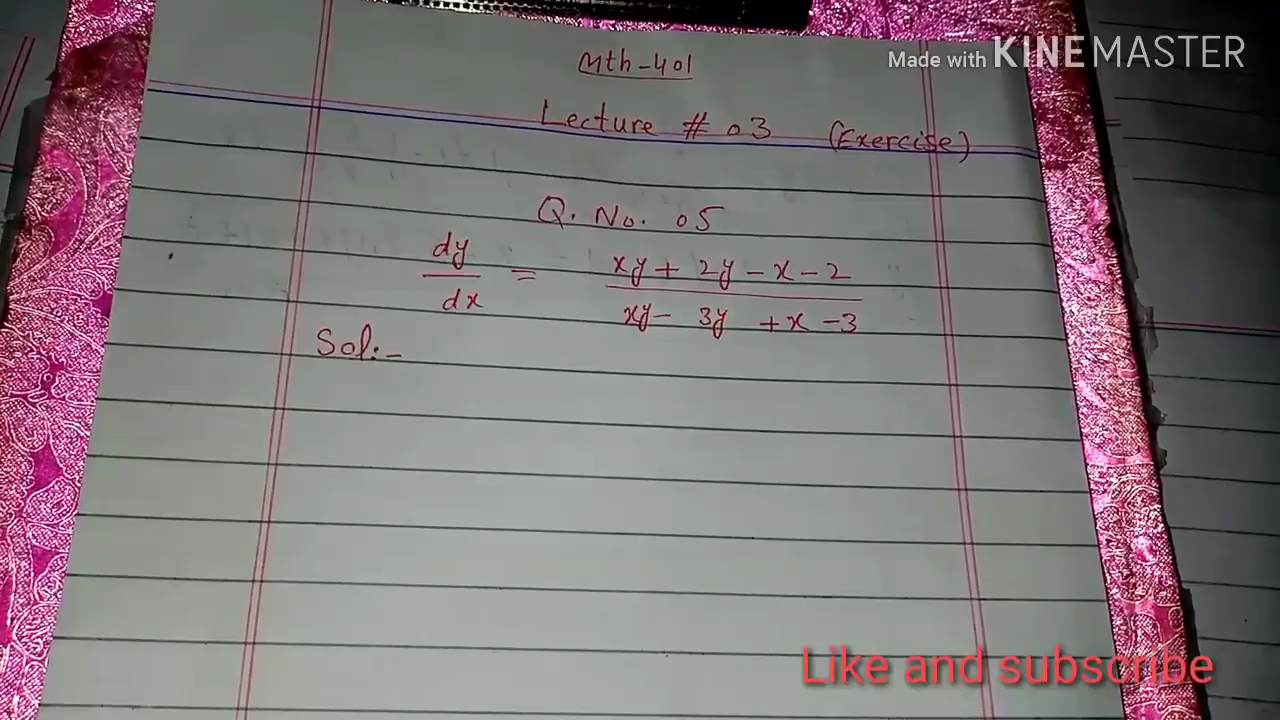 Made with KINEMASTER
Mth-401
Lecture # 03 (Exercise)
Q. No. 05
dy/dx = xy + 2y - x - 2 / xy - 3y + x - 3
Sol:-
Like and subscribe